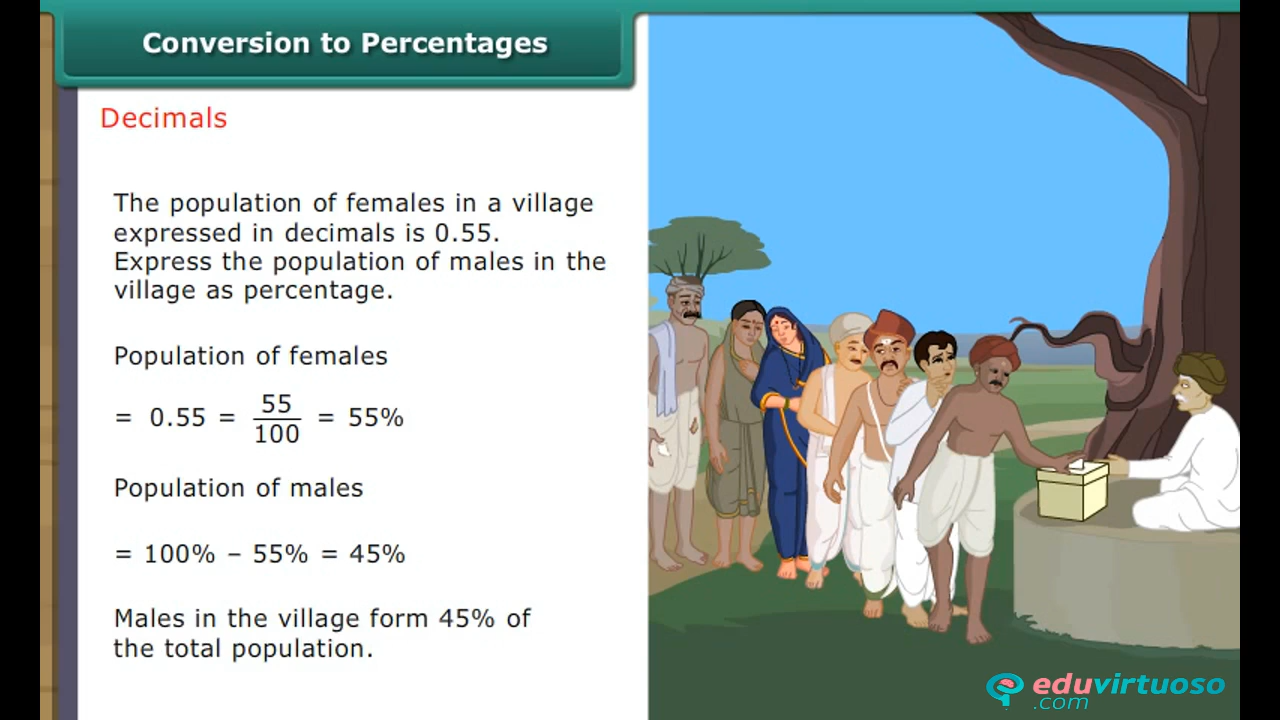 Conversion to Percentages
Decimals
The population of females in a village
expressed in decimals is 0.55.
Express the population of males in the
village as percentage.
Population of females
= 0.55 = 55/100 = 55%
Population of males
= 100% – 55% = 45%
Males in the village form 45% of
the total population.
eduvirtuoso
.com